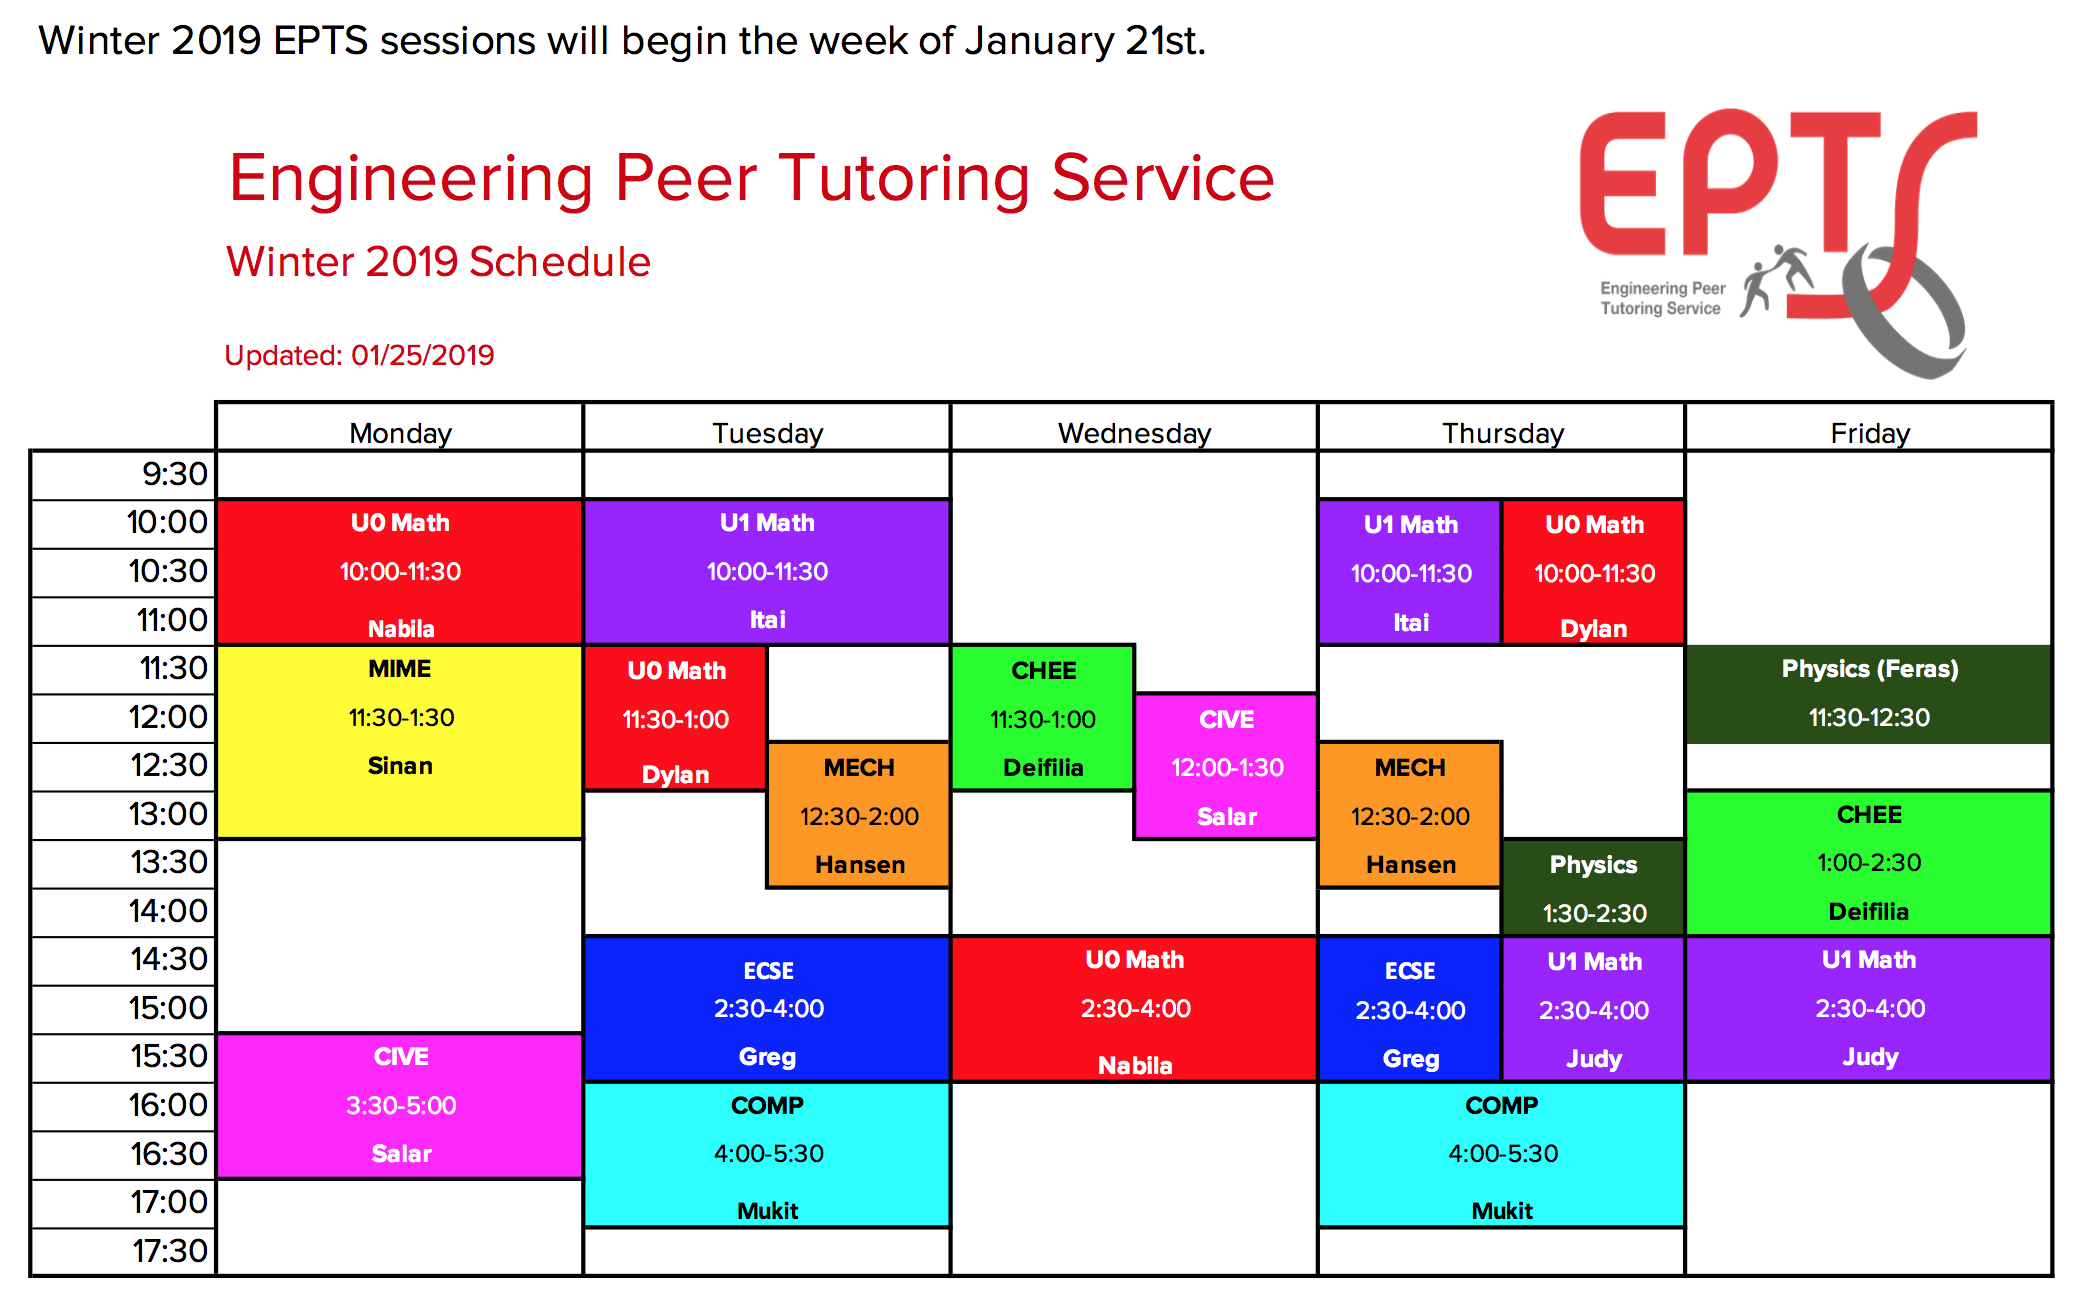 Winter 2019 EPTS sessions will begin the week of January 21st.
Engineering Peer Tutoring Service
Winter 2019 Schedule
Updated: 01/25/2019
EPTS
Engineering Peer
Tutoring Service
Monday Tuesday Wednesday Thursday Friday
9:30
10:00 U0 Math U1 Math U1 Math U0 Math
10:30 10:00-11:30 10:00-11:30 10:00-11:30 10:00-11:30
11:00 Nabila Itai Itai Dylan
11:30 MIME U0 Math CHEE Physics (Feras)
12:00 11:30-1:30 11:30-1:00 11:30-1:00 CIVE 11:30-12:30
12:30 Sinan Dylan MECH Deifilia 12:00-1:30 MECH
13:00 12:30-2:00 Salar 12:30-2:00 CHEE
13:30 Hansen Hansen Physics 1:00-2:30
14:00 1:30-2:30 Deifilia
14:30 ECSE U0 Math ECSE U1 Math U1 Math
15:00 2:30-4:00 2:30-4:00 2:30-4:00 2:30-4:00 2:30-4:00
15:30 CIVE Greg Nabila Greg Judy Judy
16:00 3:30-5:00 COMP COMP
16:30 Salar 4:00-5:30 4:00-5:30
17:00 Mukit Mukit
17:30